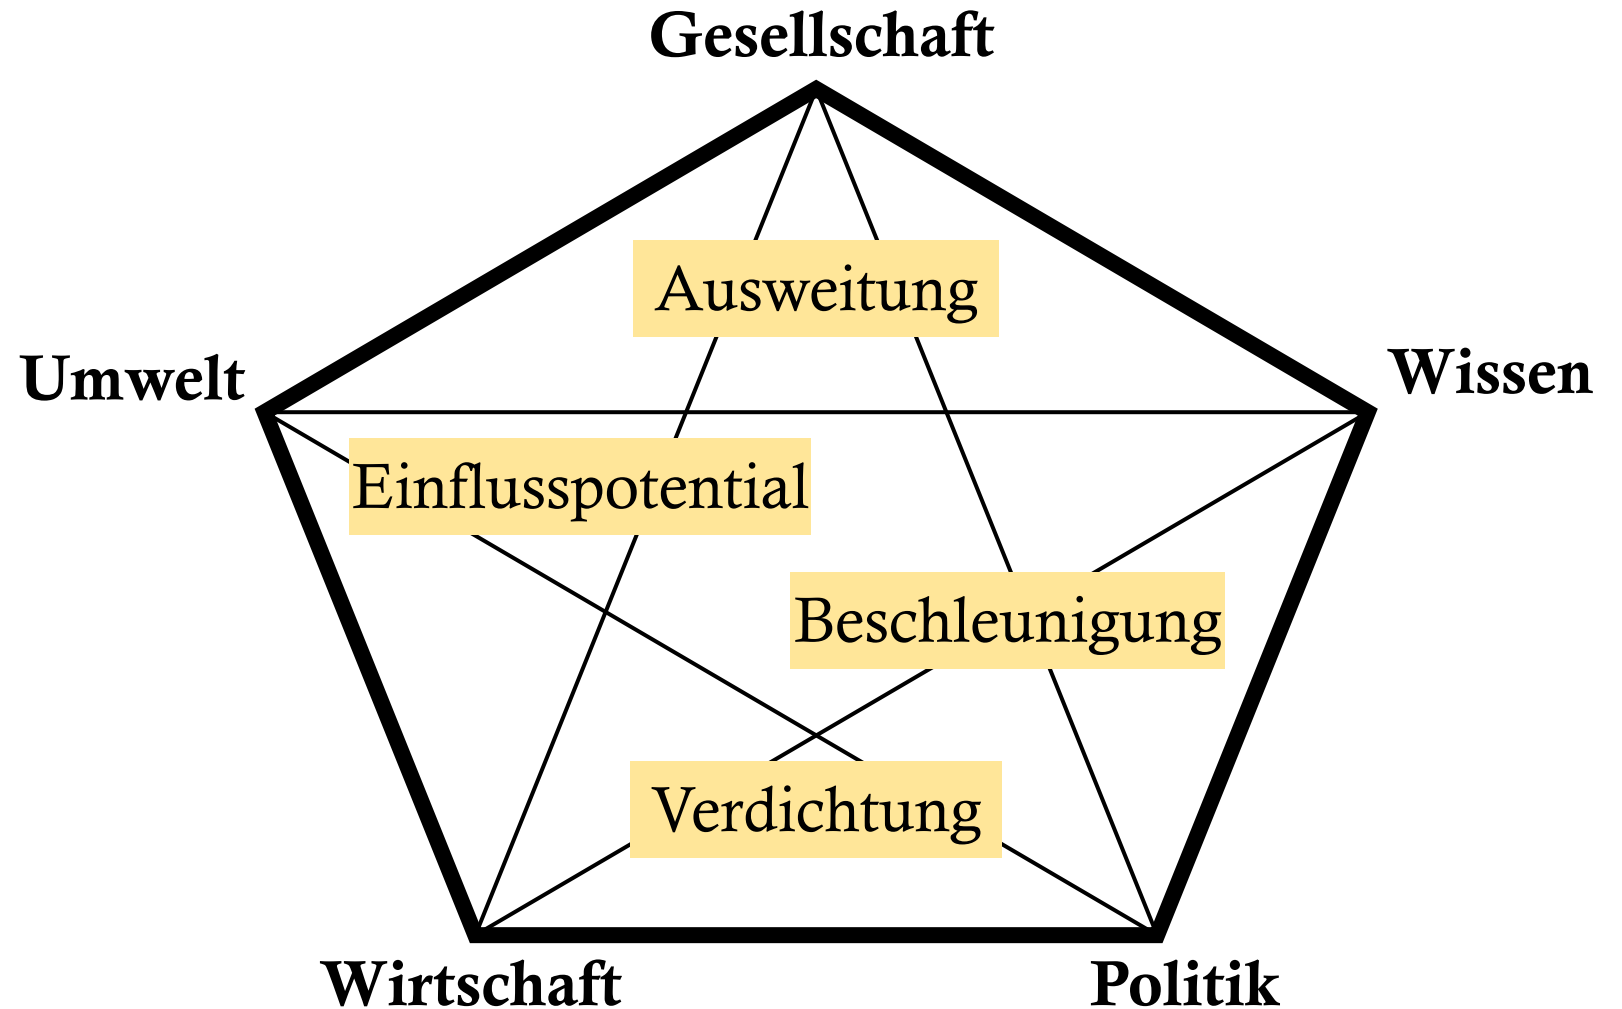 Gesellschaft
Ausweitung
Umwelt
Wissen
Einflusspotential
Beschleunigung
Verdichtung
Wirtschaft
Politik